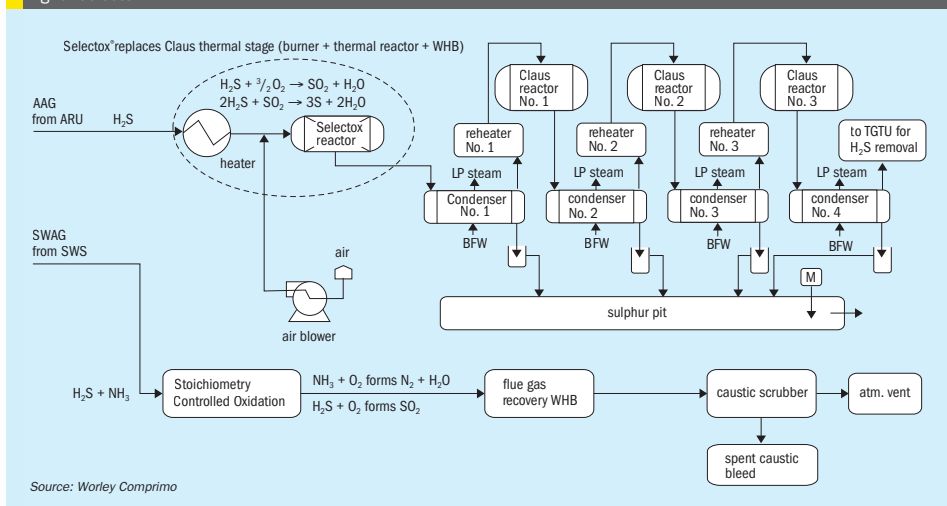 Selectox® replaces Claus thermal stage (burner + thermal reactor + WHB)
H₂S + ³/₂O₂ → SO₂ + H₂O
2H₂S + SO₂ → 3S + 2H₂O
AAG
from ARU
H₂S
heater
Selectox
reactor
Claus
reactor
No. 1
Claus
reactor
No. 2
Claus
reactor
No. 3
reheater
No. 1
reheater
No. 2
reheater
No. 3
to TGTU for
H₂S removal
LP steam
LP steam
LP steam
LP steam
Condenser
No. 1
condenser
No. 2
condenser
No. 3
condenser
No. 4
BFW
BFW
BFW
BFW
SWAG
from SWS
air
air blower
M
sulphur pit
H₂S + NH₃
Stoichiometry
Controlled Oxidation
NH₃ + O₂ forms N₂ + H₂O
H₂S + O₂ forms SO₂
flue gas
recovery WHB
caustic scrubber
atm. vent
spent caustic
bleed
Source: Worley Comprimo